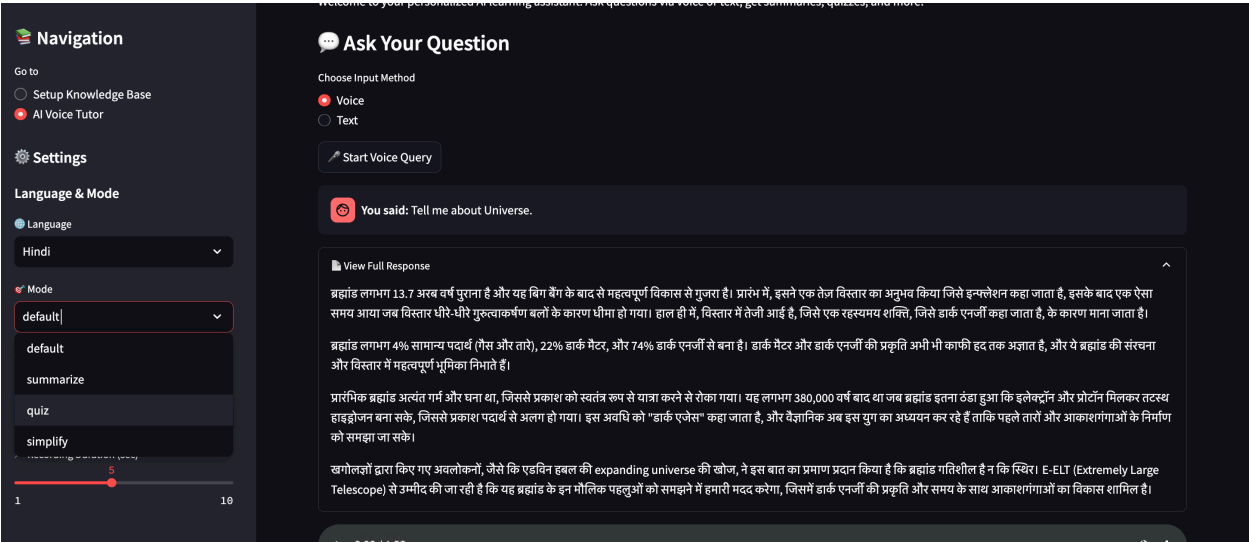 Welcome to your personalized AI learning assistant. Ask questions via voice or text, get summaries, quizzes, and more!
Navigation
Go to
Setup Knowledge Base
AI Voice Tutor
Settings
Language & Mode
Language
Hindi
Mode
default
default
summarize
quiz
simplify
Recording Duration (sec)
5
1
10
Ask Your Question
Choose Input Method
Voice
Text
Start Voice Query
You said: Tell me about Universe.
View Full Response
ब्रह्मांड लगभग 13.7 अरब वर्ष पुराना है और यह बिग बैंग के बाद से महत्वपूर्ण विकास से गुजरा है। प्रारंभ में, इसने एक तेज़ विस्तार का अनुभव किया जिसे इन्फ्लेशन कहा जाता है, इसके बाद एक ऐसा
समय आया जब विस्तार धीरे-धीरे गुरुत्वाकर्षण बलों के कारण धीमा हो गया। हाल ही में, विस्तार में तेजी आई है, जिसे एक रहस्यमय शक्ति, जिसे डार्क एनर्जी कहा जाता है, के कारण माना जाता है।
ब्रह्मांड लगभग 4% सामान्य पदार्थ (गैस और तारे), 22% डार्क मैटर, और 74% डार्क एनर्जी से बना है। डार्क मैटर और डार्क एनर्जी की प्रकृति अभी भी काफी हद तक अज्ञात है, और ये ब्रह्मांड की संरचना
और विस्तार में महत्वपूर्ण भूमिका निभाते हैं।
प्रारंभिक ब्रह्मांड अत्यंत गर्म और घना था, जिससे प्रकाश को स्वतंत्र रूप से यात्रा करने से रोका गया। यह लगभग 380,000 वर्ष बाद था जब ब्रह्मांड इतना ठंडा हुआ कि इलेक्ट्रॉन और प्रोटॉन मिलकर तटस्थ
हाइड्रोजन बना सके, जिससे प्रकाश पदार्थ से अलग हो गया। इस अवधि को "डार्क एजेस" कहा जाता है, और वैज्ञानिक अब इस युग का अध्ययन कर रहे हैं ताकि पहले तारों और आकाशगंगाओं के निर्माण
को समझा जा सके।
खगोलज्ञों द्वारा किए गए अवलोकनों, जैसे कि एडविन हबल की expanding universe की खोज, ने इस बात का प्रमाण प्रदान किया है कि ब्रह्मांड गतिशील है न कि स्थिर। E-ELT (Extremely Large
Telescope) से उम्मीद की जा रही है कि यह ब्रह्मांड के इन मौलिक पहलुओं को समझने में हमारी मदद करेगा, जिसमें डार्क एनर्जी की प्रकृति और समय के साथ आकाशगंगाओं का विकास शामिल है।